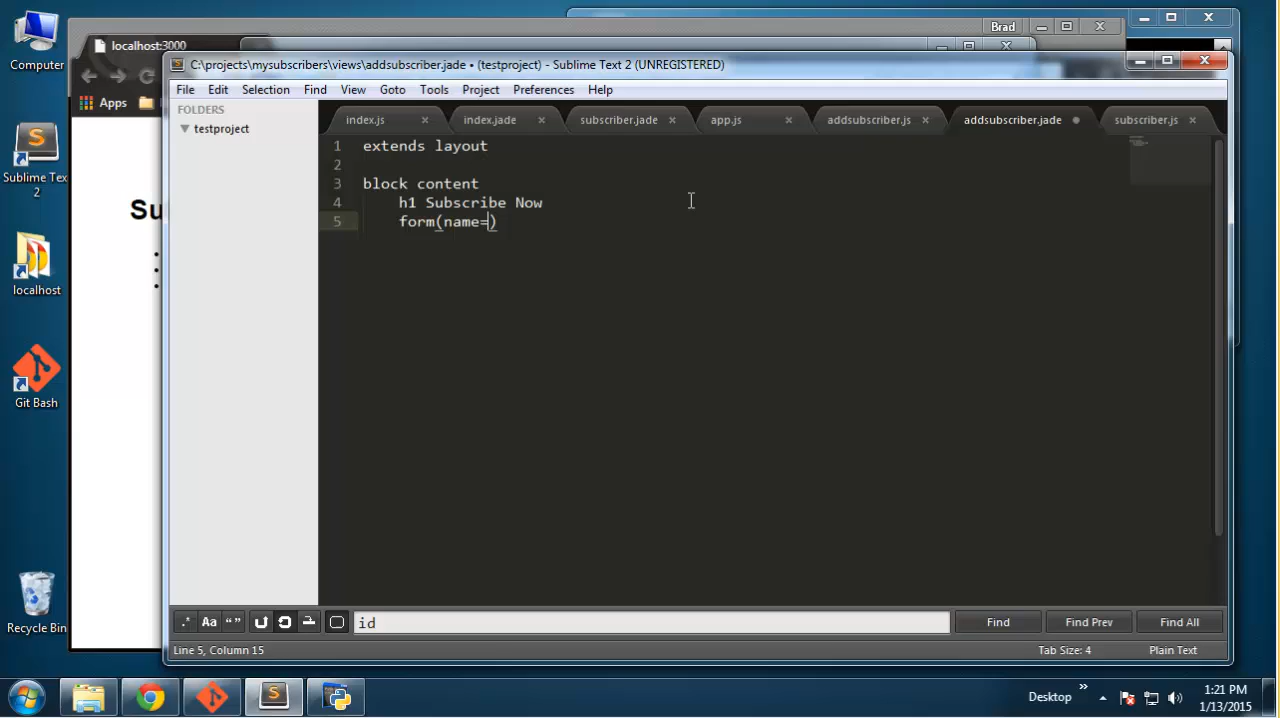 Computer
Sublime Tex
2
localhost
Git Bash
Recycle Bin
Brad
localhost:3000
Apps
Su
C:\projects\mysubscribers\views\addsubscriber.jade • (testproject) - Sublime Text 2 (UNREGISTERED)
File Edit Selection Find View Goto Tools Project Preferences Help
FOLDERS
testproject
index.js index.jade subscriber.jade app.js addsubscriber.js addsubscriber.jade subscriber.js
1 extends layout
2
3 block content
4 h1 Subscribe Now
5 form(name=)
.* Aa “” id Find Find Prev Find All
Line 5, Column 15 Tab Size: 4 Plain Text
Desktop » 1:21 PM
1/13/2015